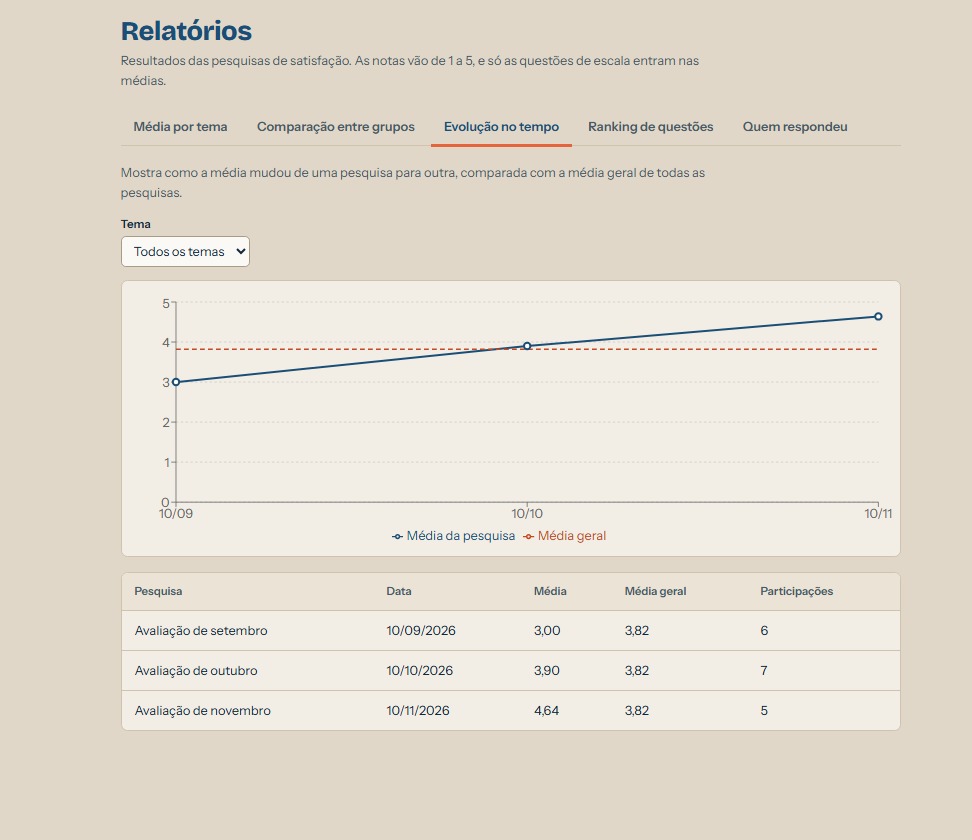 Relatórios
Resultados das pesquisas de satisfação. As notas vão de 1 a 5, e só as questões de escala entram nas
médias.
Média por tema Comparação entre grupos Evolução no tempo Ranking de questões Quem respondeu
Mostra como a média mudou de uma pesquisa para outra, comparada com a média geral de todas as
pesquisas.
Tema
Todos os temas
5
4
3
2
1
0
10/09 10/10 10/11
Média da pesquisa Média geral
Pesquisa Data Média Média geral Participações
Avaliação de setembro 10/09/2026 3,00 3,82 6
Avaliação de outubro 10/10/2026 3,90 3,82 7
Avaliação de novembro 10/11/2026 4,64 3,82 5